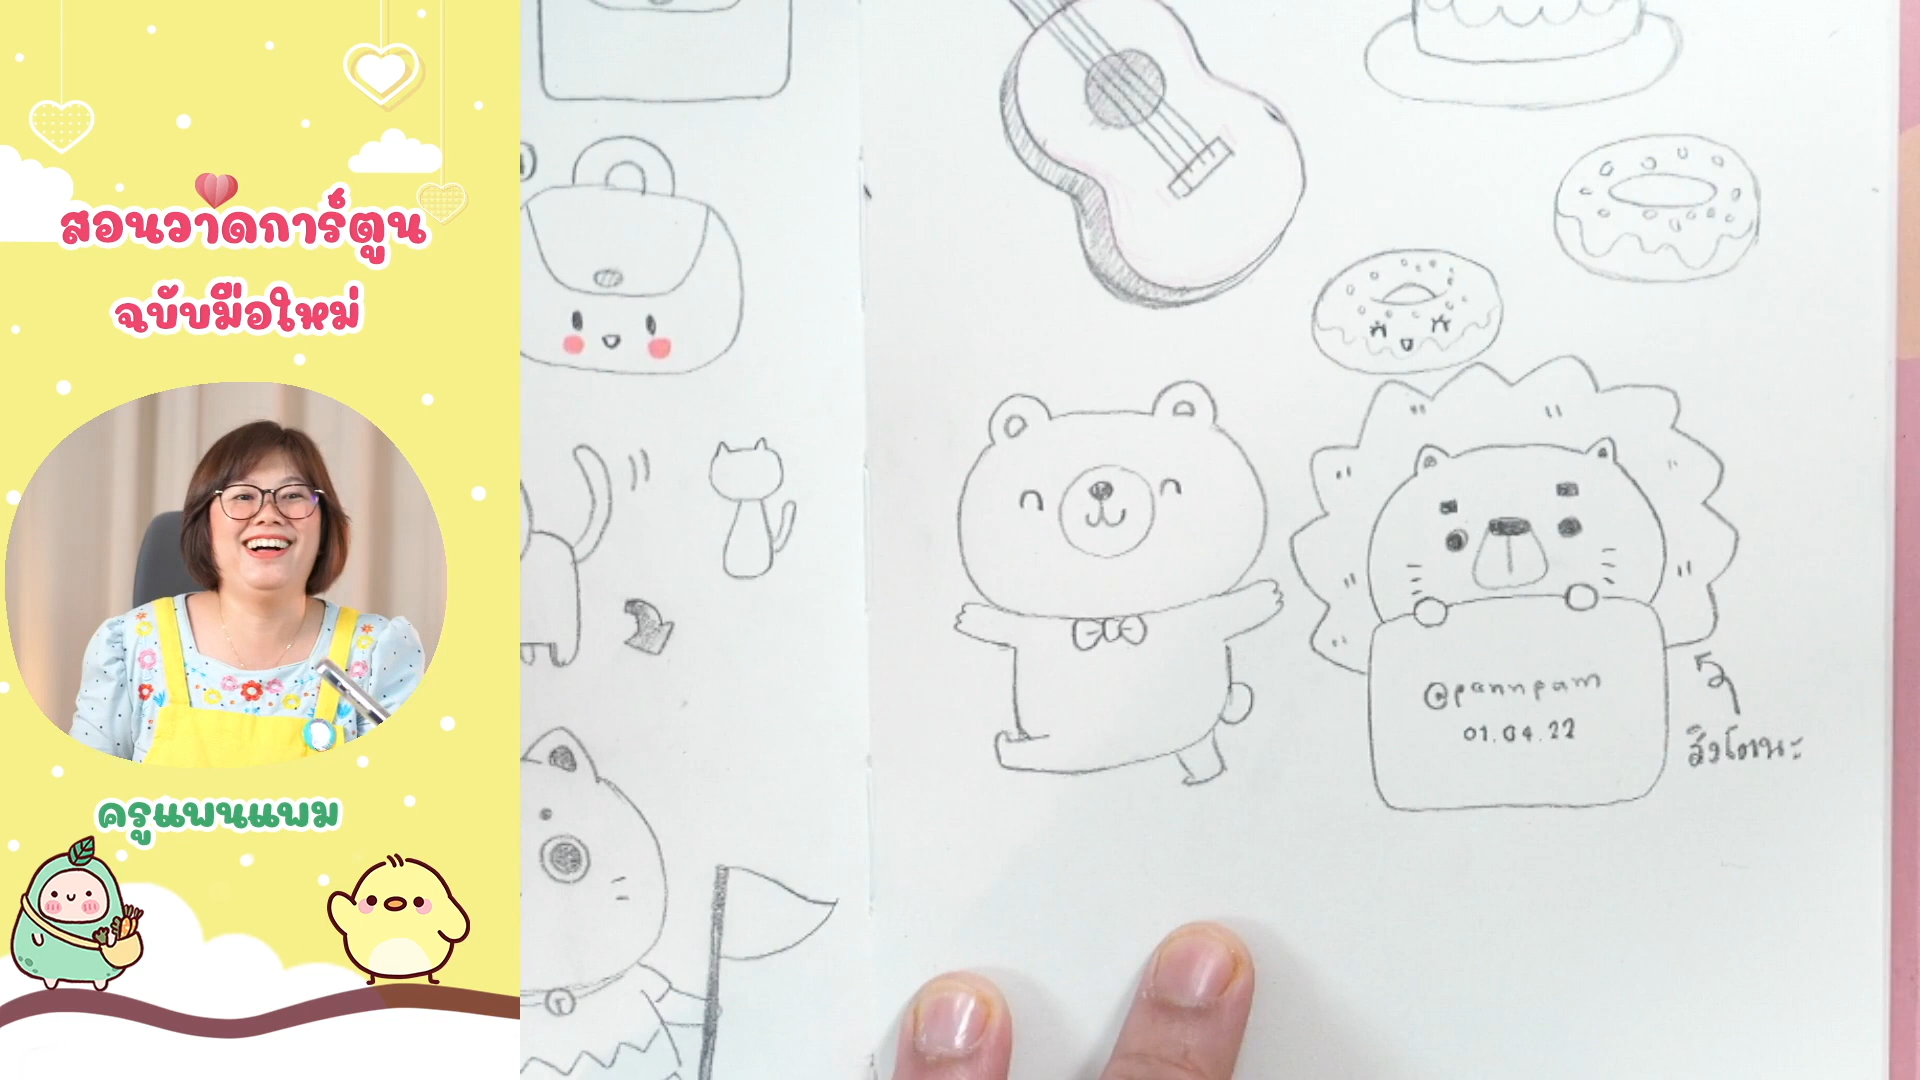 สอนวาดการ์ตูน
ฉบับมือใหม่
ครูแพนแพม
@pannpam
01.04.22
สิงโตนะ